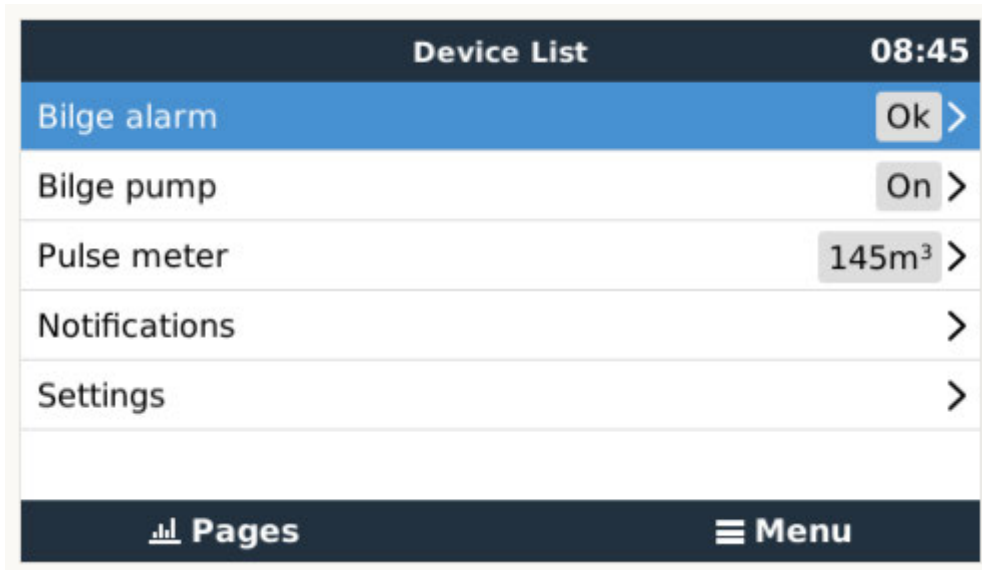 Device List 08:45
Bilge alarm Ok
Bilge pump On
Pulse meter 145m³
Notifications
Settings
Pages Menu